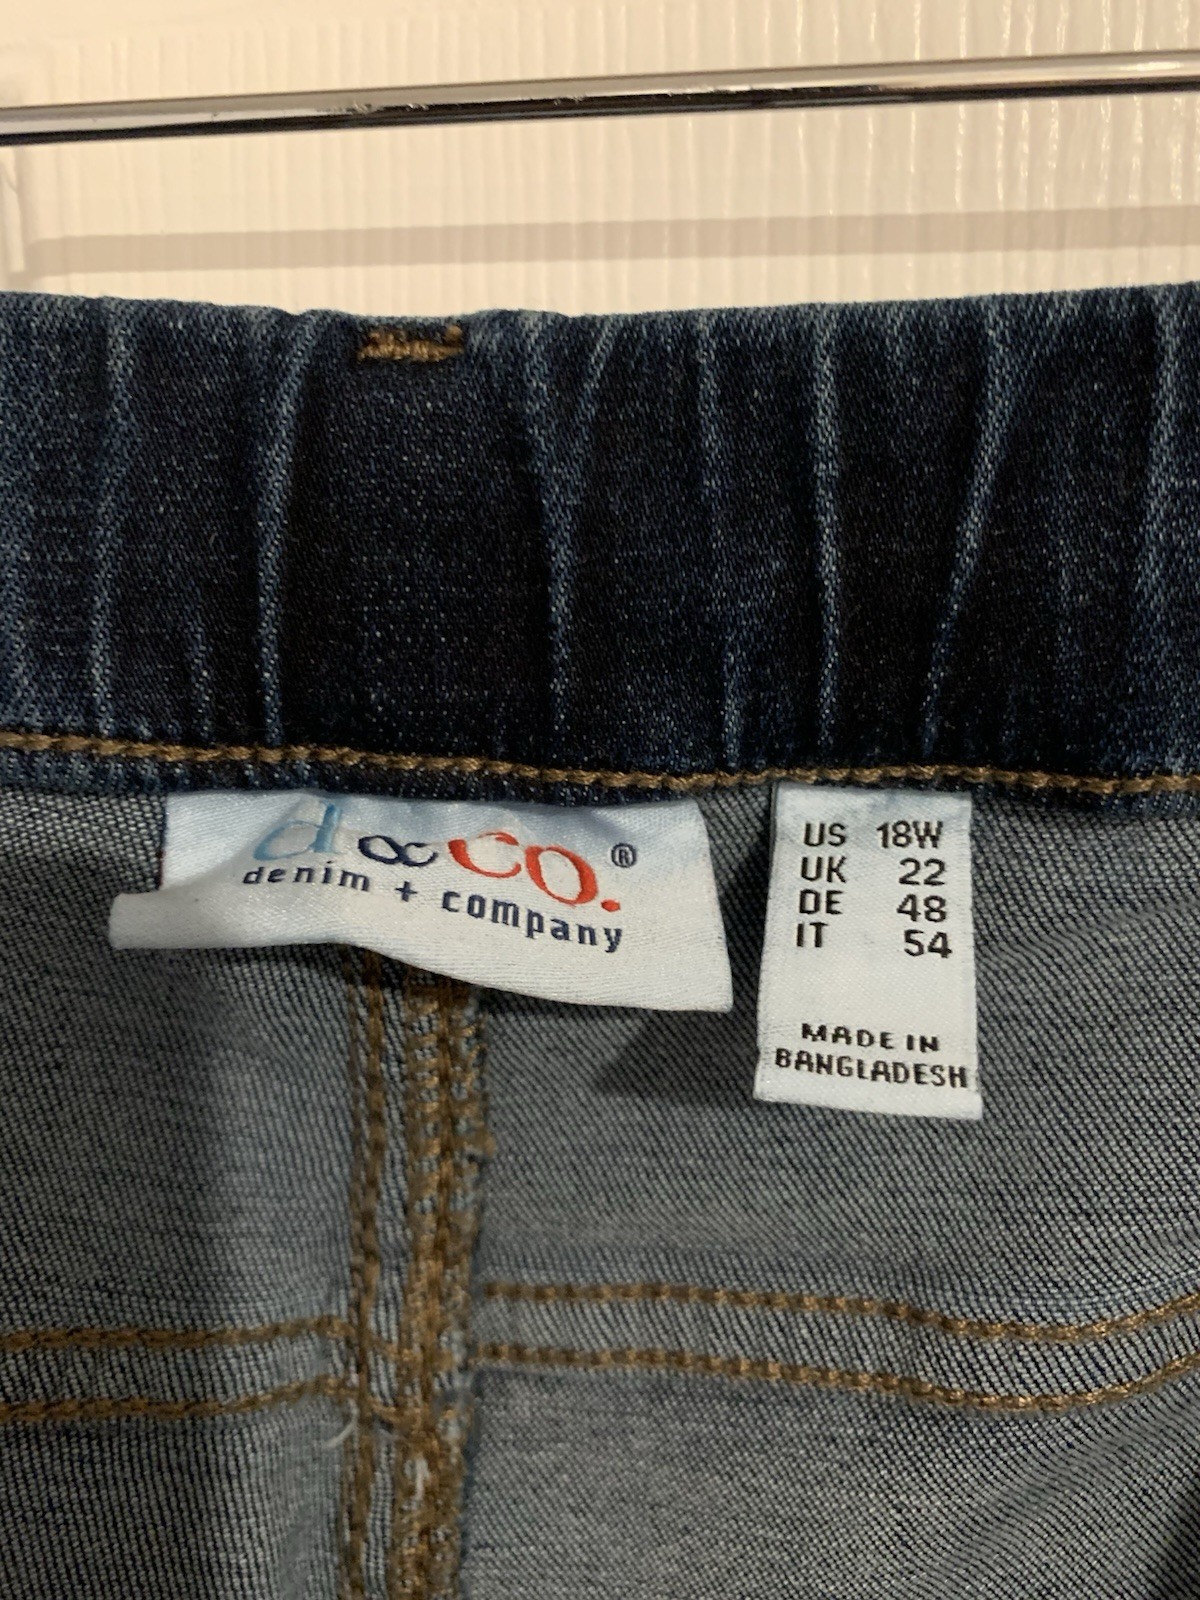 d & co.®
denim + company
US 18W
UK 22
DE 48
IT 54
MADE IN
BANGLADESH